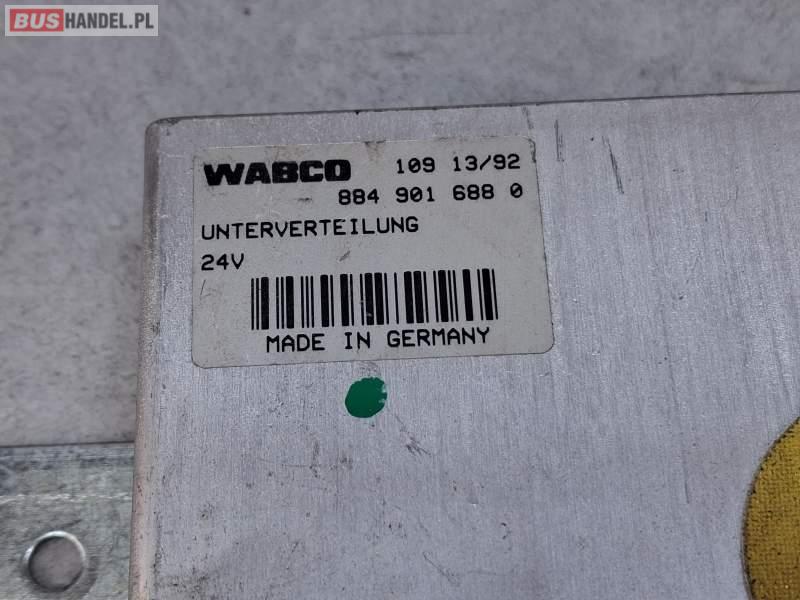 BUSHANDEL.PL
WABCO 109 13/92
884 901 688 0
UNTERVERTEILUNG
24V
MADE IN GERMANY